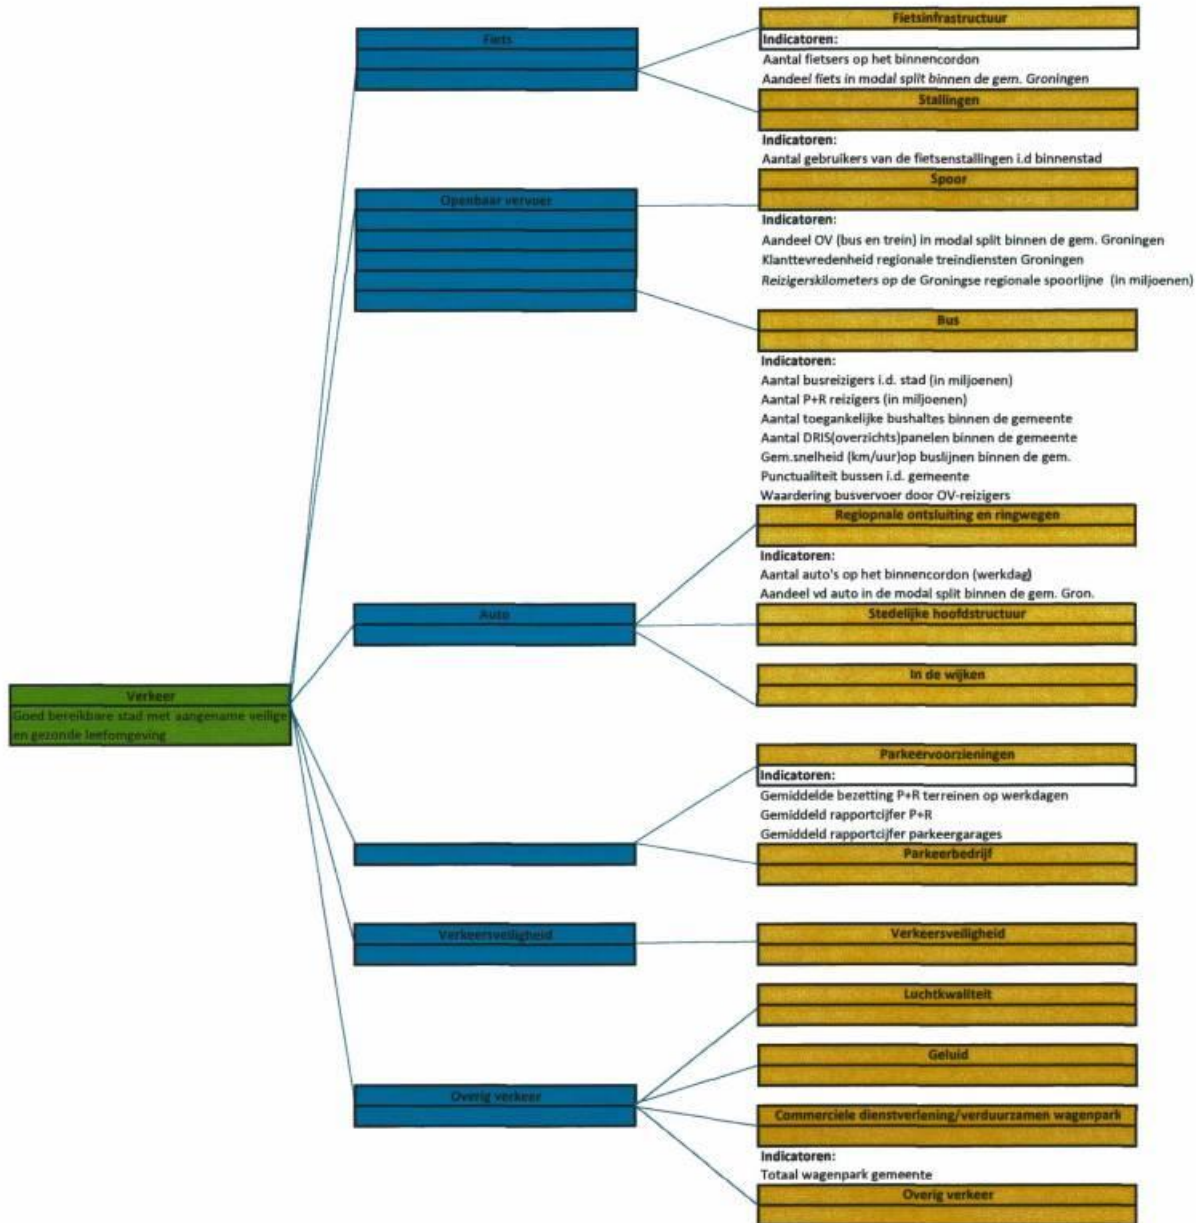 Fiets
Fietsinfrastructuur
Indicatoren:
Aantal fietsers op het binnencordon
Aandeel fiets in modal split binnen de gem. Groningen
Stallingen
Indicatoren:
Aantal gebruikers van de fietsenstallingen i.d binnenstad
Openbaar vervoer
Spoor
Indicatoren:
Aandeel OV (bus en trein) in modal split binnen de gem. Groningen
Klanttevredenheid regionale treindiensten Groningen
Reizigerskilometers op de Groningse regionale spoorlijne (in miljoenen)
Bus
Indicatoren:
Aantal busreizigers i.d. stad (in miljoenen)
Aantal P+R reizigers (in miljoenen)
Aantal toegankelijke bushaltes binnen de gemeente
Aantal DRIS(overzichts)panelen binnen de gemeente
Gem.snelheid (km/uur)op buslijnen binnen de gem.
Punctualiteit bussen i.d. gemeente
Waardering busvervoer door OV-reizigers
Auto
Regiopnale ontsluiting en ringwegen
Indicatoren:
Aantal auto's op het binnencordon (werkdag)
Aandeel vd auto in de modal split binnen de gem. Gron.
Stedelijke hoofdstructuur
In de wijken
Verkeer
Goed bereikbare stad met aangename veilige
en gezonde leefomgeving
Parkeervoorzieningen
Indicatoren:
Gemiddelde bezetting P+R terreinen op werkdagen
Gemiddeld rapportcijfer P+R
Gemiddeld rapportcijfer parkeergarages
Parkeerbedrijf
Verkeersveiligheid
Verkeersveiligheid
Luchtkwaliteit
Geluid
Overig verkeer
Commerciele dienstverlening/verduurzamen wagenpark
Indicatoren:
Totaal wagenpark gemeente
Overig verkeer